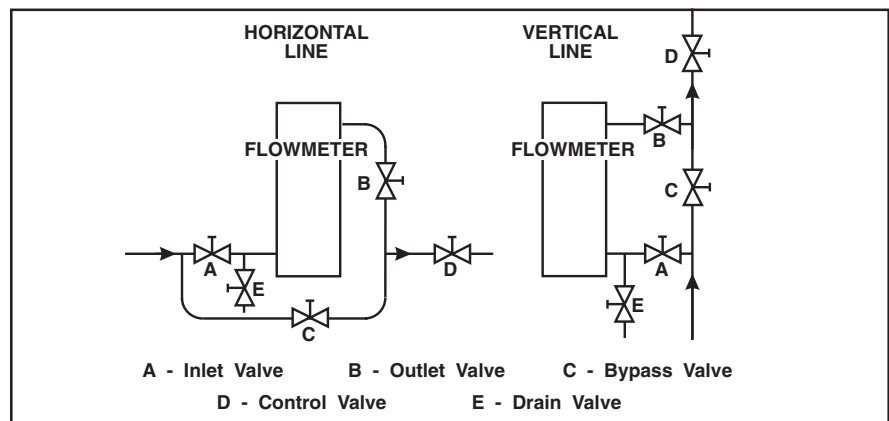 HORIZONTAL
LINE
VERTICAL
LINE
D
FLOWMETER
B
A
E
C
D
FLOWMETER
B
C
A
E
A - Inlet Valve B - Outlet Valve C - Bypass Valve
D - Control Valve E - Drain Valve